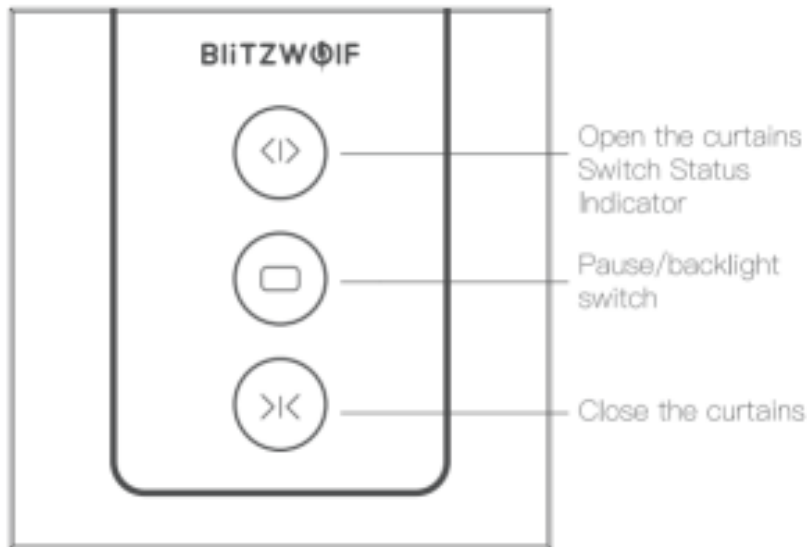 BlitzWolf
Open the curtains
Switch Status
Indicator
Pause/backlight
switch
Close the curtains